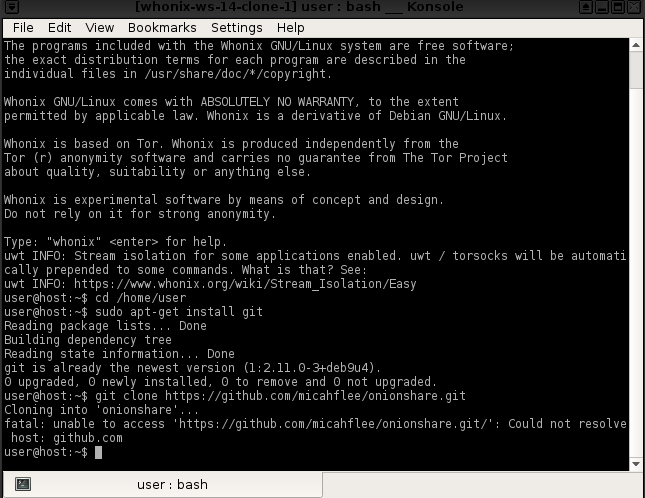 [whonix-ws-14-clone-1] user : bash __ Konsole
File Edit View Bookmarks Settings Help
The programs included with the Whonix GNU/Linux system are free software;
the exact distribution terms for each program are described in the
individual files in /usr/share/doc/*/copyright.
Whonix GNU/Linux comes with ABSOLUTELY NO WARRANTY, to the extent
permitted by applicable law. Whonix is a derivative of Debian GNU/Linux.
Whonix is based on Tor. Whonix is produced independently from the
Tor (r) anonymity software and carries no guarantee from The Tor Project
about quality, suitability or anything else.
Whonix is experimental software by means of concept and design.
Do not rely on it for strong anonymity.
Type: "whonix" <enter> for help.
uwt INFO: Stream isolation for some applications enabled. uwt / torsocks will be automati
cally prepended to some commands. What is that? See:
uwt INFO: https://www.whonix.org/wiki/Stream_Isolation/Easy
user@host:~$ cd /home/user
user@host:~$ sudo apt-get install git
Reading package lists... Done
Building dependency tree
Reading state information... Done
git is already the newest version (1:2.11.0-3+deb9u4).
0 upgraded, 0 newly installed, 0 to remove and 0 not upgraded.
user@host:~$ git clone https://github.com/micahflee/onionshare.git
Cloning into 'onionshare'...
fatal: unable to access 'https://github.com/micahflee/onionshare.git/': Could not resolve
 host: github.com
user@host:~$
user : bash